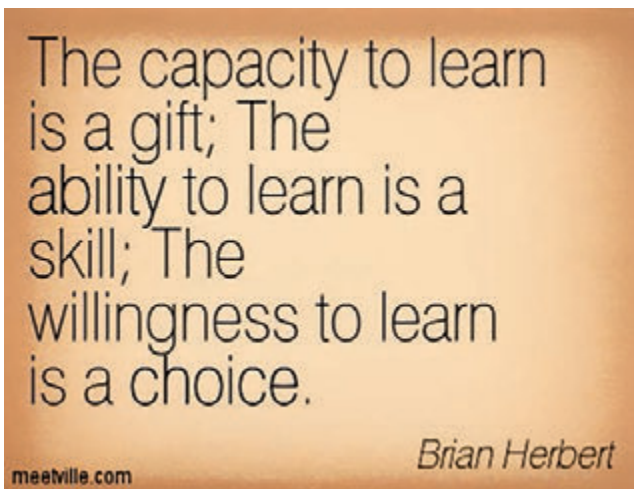 The capacity to learn
is a gift; The
ability to learn is a
skill; The
willingness to learn
is a choice.
Brian Herbert
meetville.com